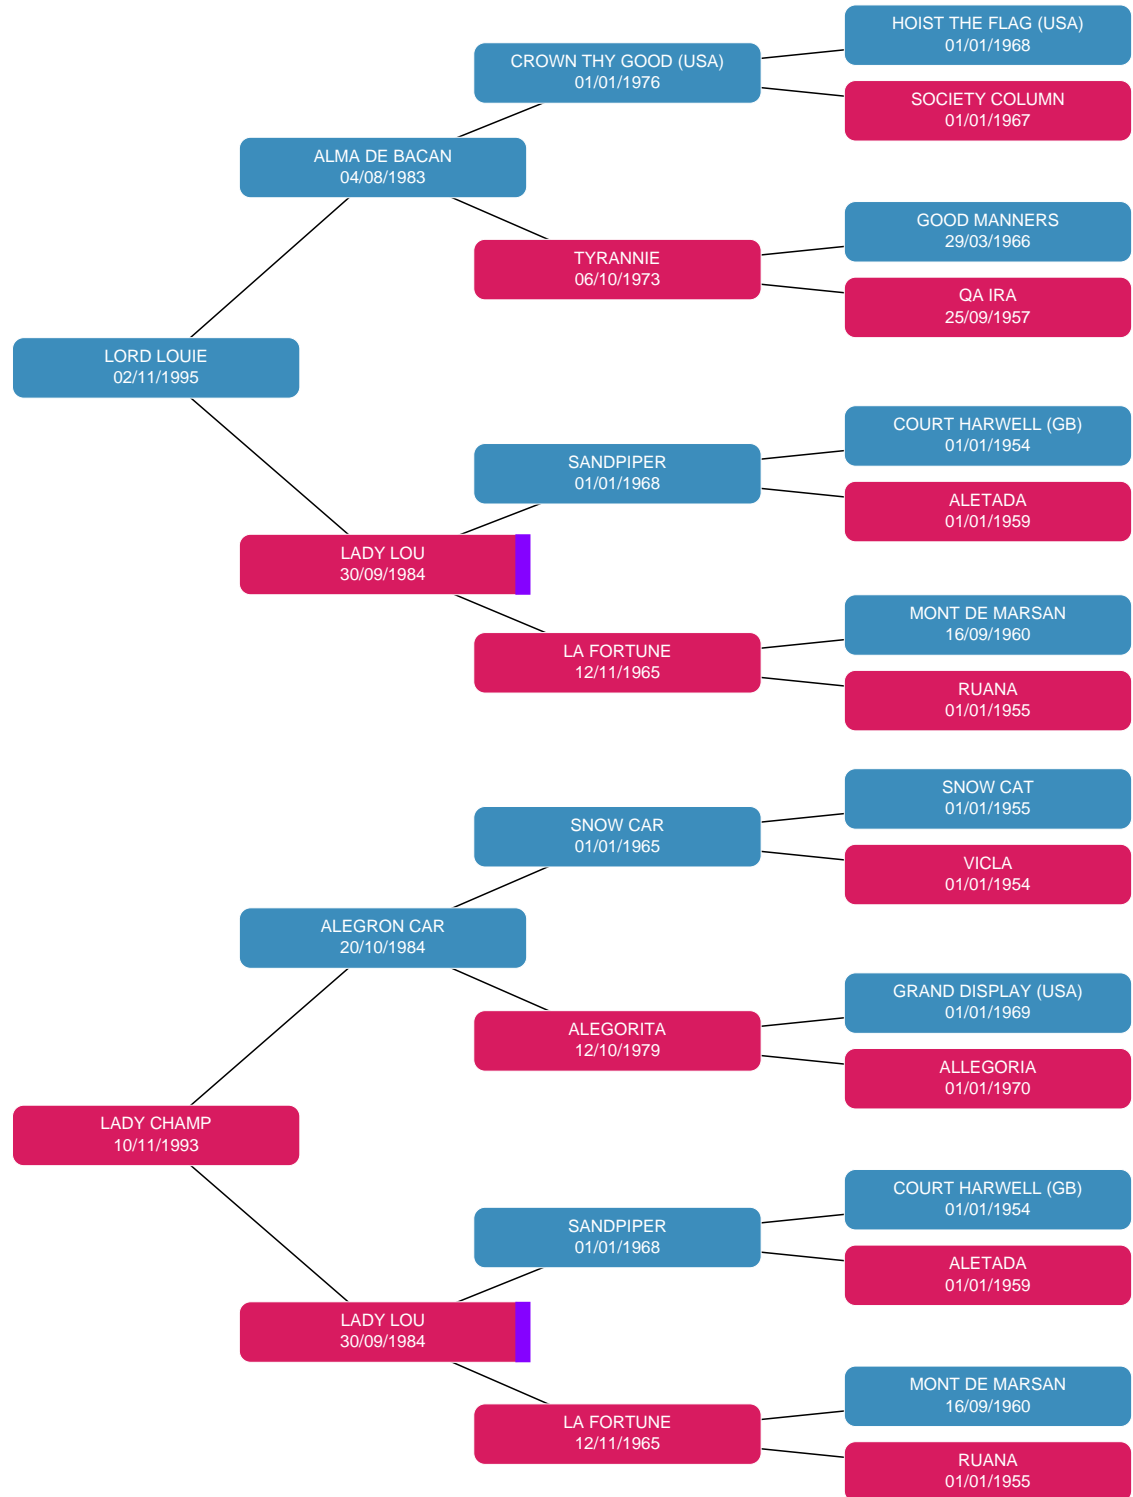 HOIST THE FLAG (USA)
01/01/1968
CROWN THY GOOD (USA)
01/01/1976
SOCIETY COLUMN
01/01/1967
ALMA DE BACAN
04/08/1983
GOOD MANNERS
29/03/1966
TYRANNIE
06/10/1973
QA IRA
25/09/1957
LORD LOUIE
02/11/1995
COURT HARWELL (GB)
01/01/1954
SANDPIPER
01/01/1968
ALETADA
01/01/1959
LADY LOU
30/09/1984
MONT DE MARSAN
16/09/1960
LA FORTUNE
12/11/1965
RUANA
01/01/1955
SNOW CAT
01/01/1955
SNOW CAR
01/01/1965
VICLA
01/01/1954
ALEGRON CAR
20/10/1984
GRAND DISPLAY (USA)
01/01/1969
ALEGORITA
12/10/1979
ALLEGORIA
01/01/1970
LADY CHAMP
10/11/1993
COURT HARWELL (GB)
01/01/1954
SANDPIPER
01/01/1968
ALETADA
01/01/1959
LADY LOU
30/09/1984
MONT DE MARSAN
16/09/1960
LA FORTUNE
12/11/1965
RUANA
01/01/1955